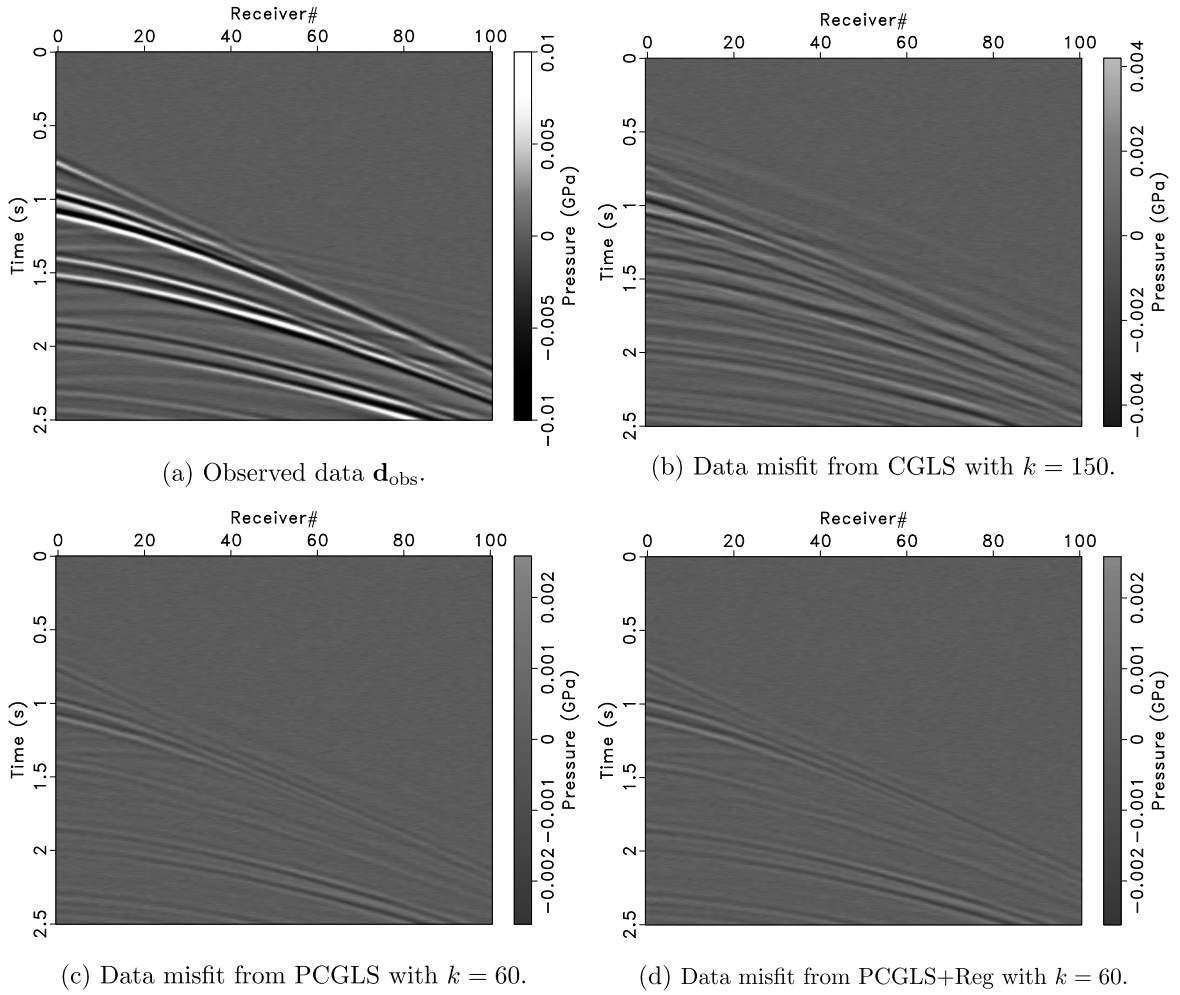 Receiver#
0 20 40 60 80 100
Time (s)
0 0.5 1 1.5 2 2.5
Pressure (GPa)
0.01 0.005 0 −0.005 −0.01
(a) Observed data d_obs.
Receiver#
0 20 40 60 80 100
Time (s)
0 0.5 1 1.5 2 2.5
Pressure (GPa)
0.004 0.002 0 −0.002 −0.004
(b) Data misfit from CGLS with k = 150.
Receiver#
0 20 40 60 80 100
Time (s)
0 0.5 1 1.5 2 2.5
Pressure (GPa)
0.002 0.001 0 −0.001 −0.002
(c) Data misfit from PCGLS with k = 60.
Receiver#
0 20 40 60 80 100
Time (s)
0 0.5 1 1.5 2 2.5
Pressure (GPa)
0.002 0.001 0 −0.001 −0.002
(d) Data misfit from PCGLS+Reg with k = 60.